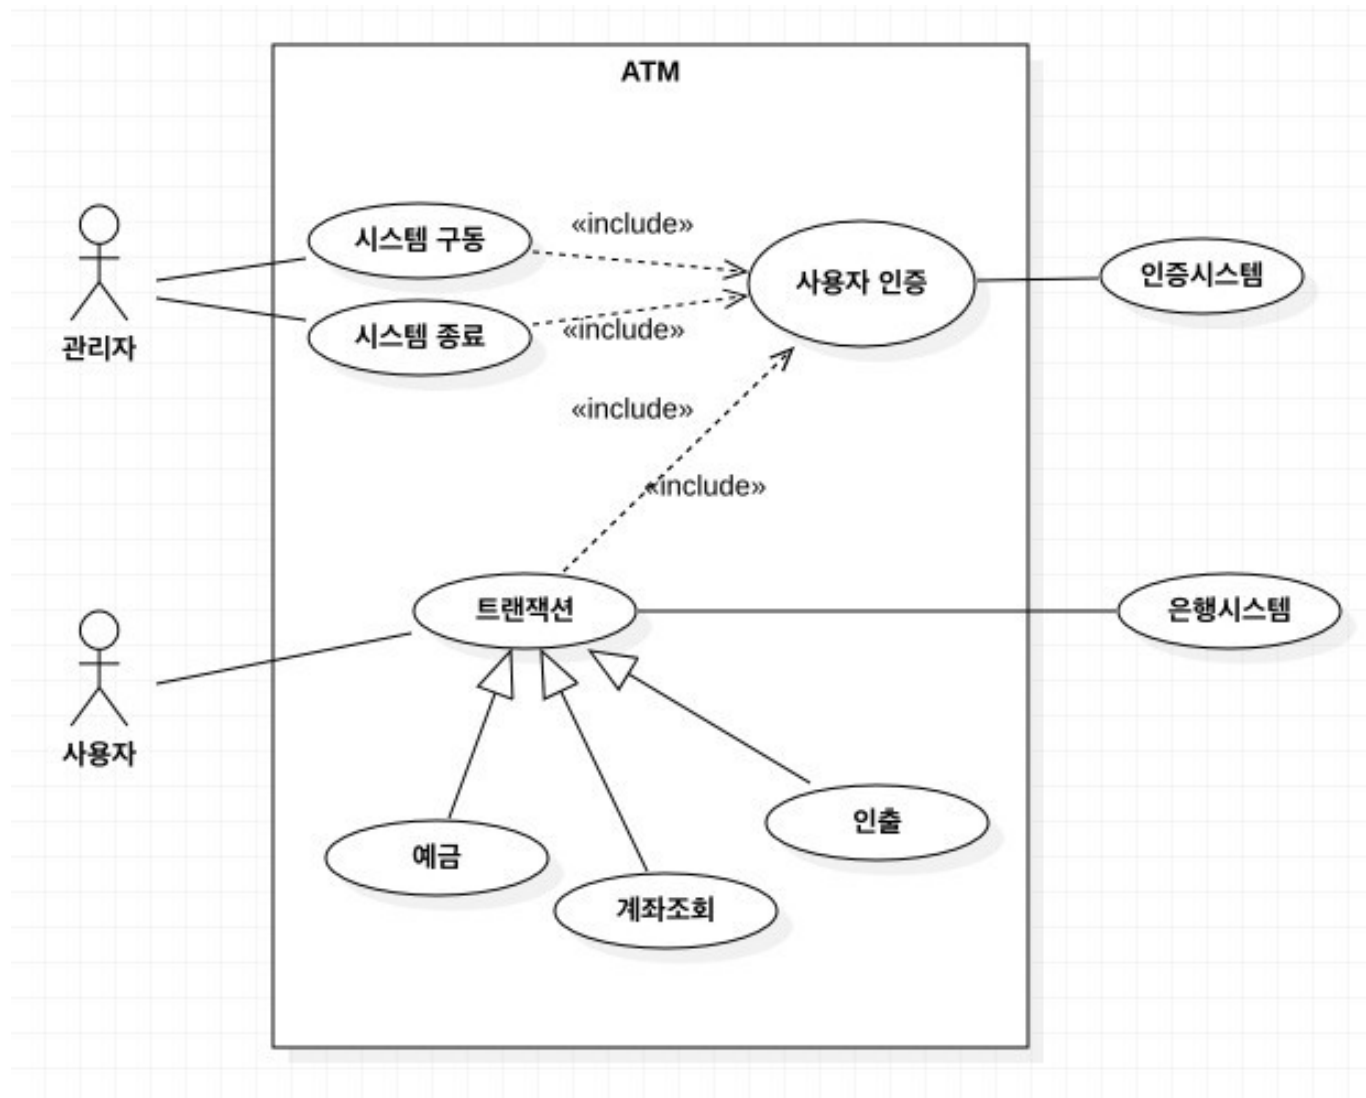 ATM
시스템 구동
«include»
사용자 인증
인증시스템
시스템 종료
«include»
관리자
«include»
«include»
트랜잭션
은행시스템
사용자
예금
계좌조회
인출